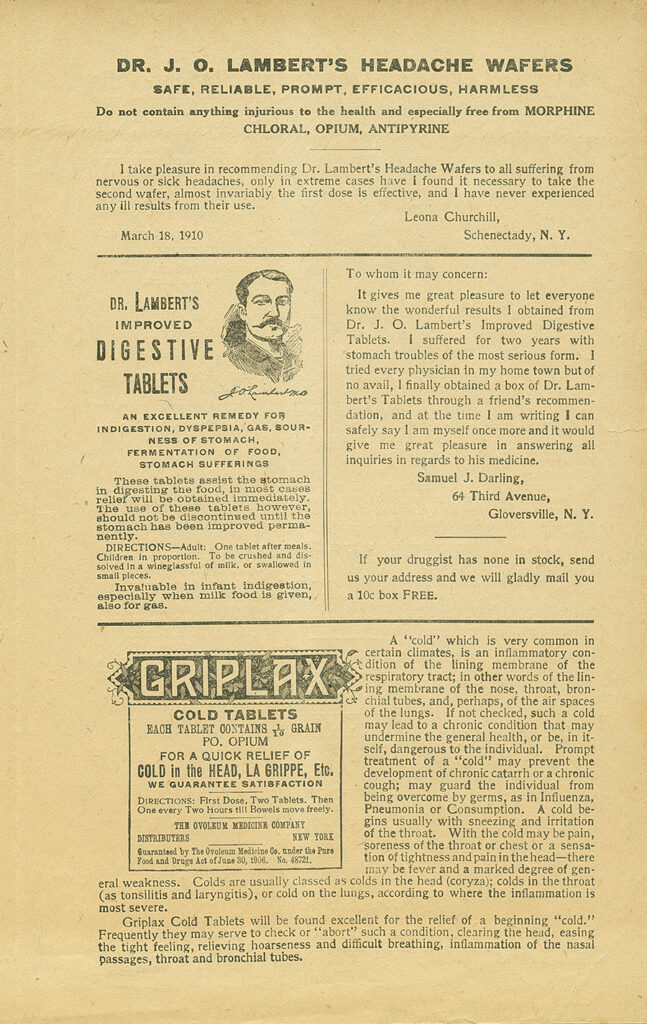 DR. J. O. LAMBERT'S HEADACHE WAFERS
SAFE, RELIABLE, PROMPT, EFFICACIOUS, HARMLESS
Do not contain anything injurious to the health and especially free from MORPHINE
CHLORAL, OPIUM, ANTIPYRINE
I take pleasure in recommending Dr. Lambert's Headache Wafers to all suffering from
nervous or sick headaches, only in extreme cases have I found it necessary to take the
second wafer, almost invariably the first dose is effective, and I have never experienced
any ill results from their use.
Leona Churchill,
March 18, 1910 Schenectady, N. Y.
DR. LAMBERT'S
IMPROVED
DIGESTIVE
TABLETS
J O Lambert MD
AN EXCELLENT REMEDY FOR
INDIGESTION, DYSPEPSIA, GAS, SOUR-
NESS OF STOMACH,
FERMENTATION OF FOOD,
STOMACH SUFFERINGS
These tablets assist the stomach
in digesting the food, in most cases
relief will be obtained immediately.
The use of these tablets however,
should not be discontinued until the
stomach has been improved perma-
nently.
DIRECTIONS—Adult: One tablet after meals.
Children in proportion. To be crushed and dis-
solved in a wineglassful of milk, or swallowed in
small pieces.
Invaluable in infant indigestion,
especially when milk food is given,
also for gas.
To whom it may concern:
It gives me great pleasure to let everyone
know the wonderful results I obtained from
Dr. J. O. Lambert's Improved Digestive
Tablets. I suffered for two years with
stomach troubles of the most serious form. I
tried every physician in my home town but of
no avail, I finally obtained a box of Dr. Lam-
bert's Tablets through a friend's recommen-
dation, and at the time I am writing I can
safely say I am myself once more and it would
give me great pleasure in answering all
inquiries in regards to his medicine.
Samuel J. Darling,
64 Third Avenue,
Gloversville, N. Y.
If your druggist has none in stock, send
us your address and we will gladly mail you
a 10c box FREE.
GRIPLAX
COLD TABLETS
EACH TABLET CONTAINS 1/10 GRAIN
PO. OPIUM
FOR A QUICK RELIEF OF
COLD in the HEAD, LA GRIPPE, Etc.
WE GUARANTEE SATISFACTION
DIRECTIONS: First Dose, Two Tablets. Then
One every Two Hours till Bowels move freely.
THE OVOLEUM MEDICINE COMPANY
DISTRIBUTERS NEW YORK
Guaranteed by The Ovoleum Medicine Co. under the Pure
Food and Drugs Act of June 30, 1906. No. 48721.
A "cold" which is very common in
certain climates, is an inflammatory con-
dition of the lining membrane of the
respiratory tract; in other words of the lin-
ing membrane of the nose, throat, bron-
chial tubes, and, perhaps, of the air spaces
of the lungs. If not checked, such a cold
may lead to a chronic condition that may
undermine the general health, or be, in it-
self, dangerous to the individual. Prompt
treatment of a "cold" may prevent the
development of chronic catarrh or a chronic
cough; may guard the individual from
being overcome by germs, as in Influenza,
Pneumonia or Consumption. A cold be-
gins usually with sneezing and irritation
of the throat. With the cold may be pain,
soreness of the throat or chest or a sensa-
tion of tightness and pain in the head—there
may be fever and a marked degree of gen-
eral weakness. Colds are usually classed as colds in the head (coryza); colds in the throat
(as tonsilitis and laryngitis), or cold on the lungs, according to where the inflammation is
most severe.
Griplax Cold Tablets will be found excellent for the relief of a beginning "cold."
Frequently they may serve to check or "abort" such a condition, clearing the head, easing
the tight feeling, relieving hoarseness and difficult breathing, inflammation of the nasal
passages, throat and bronchial tubes.